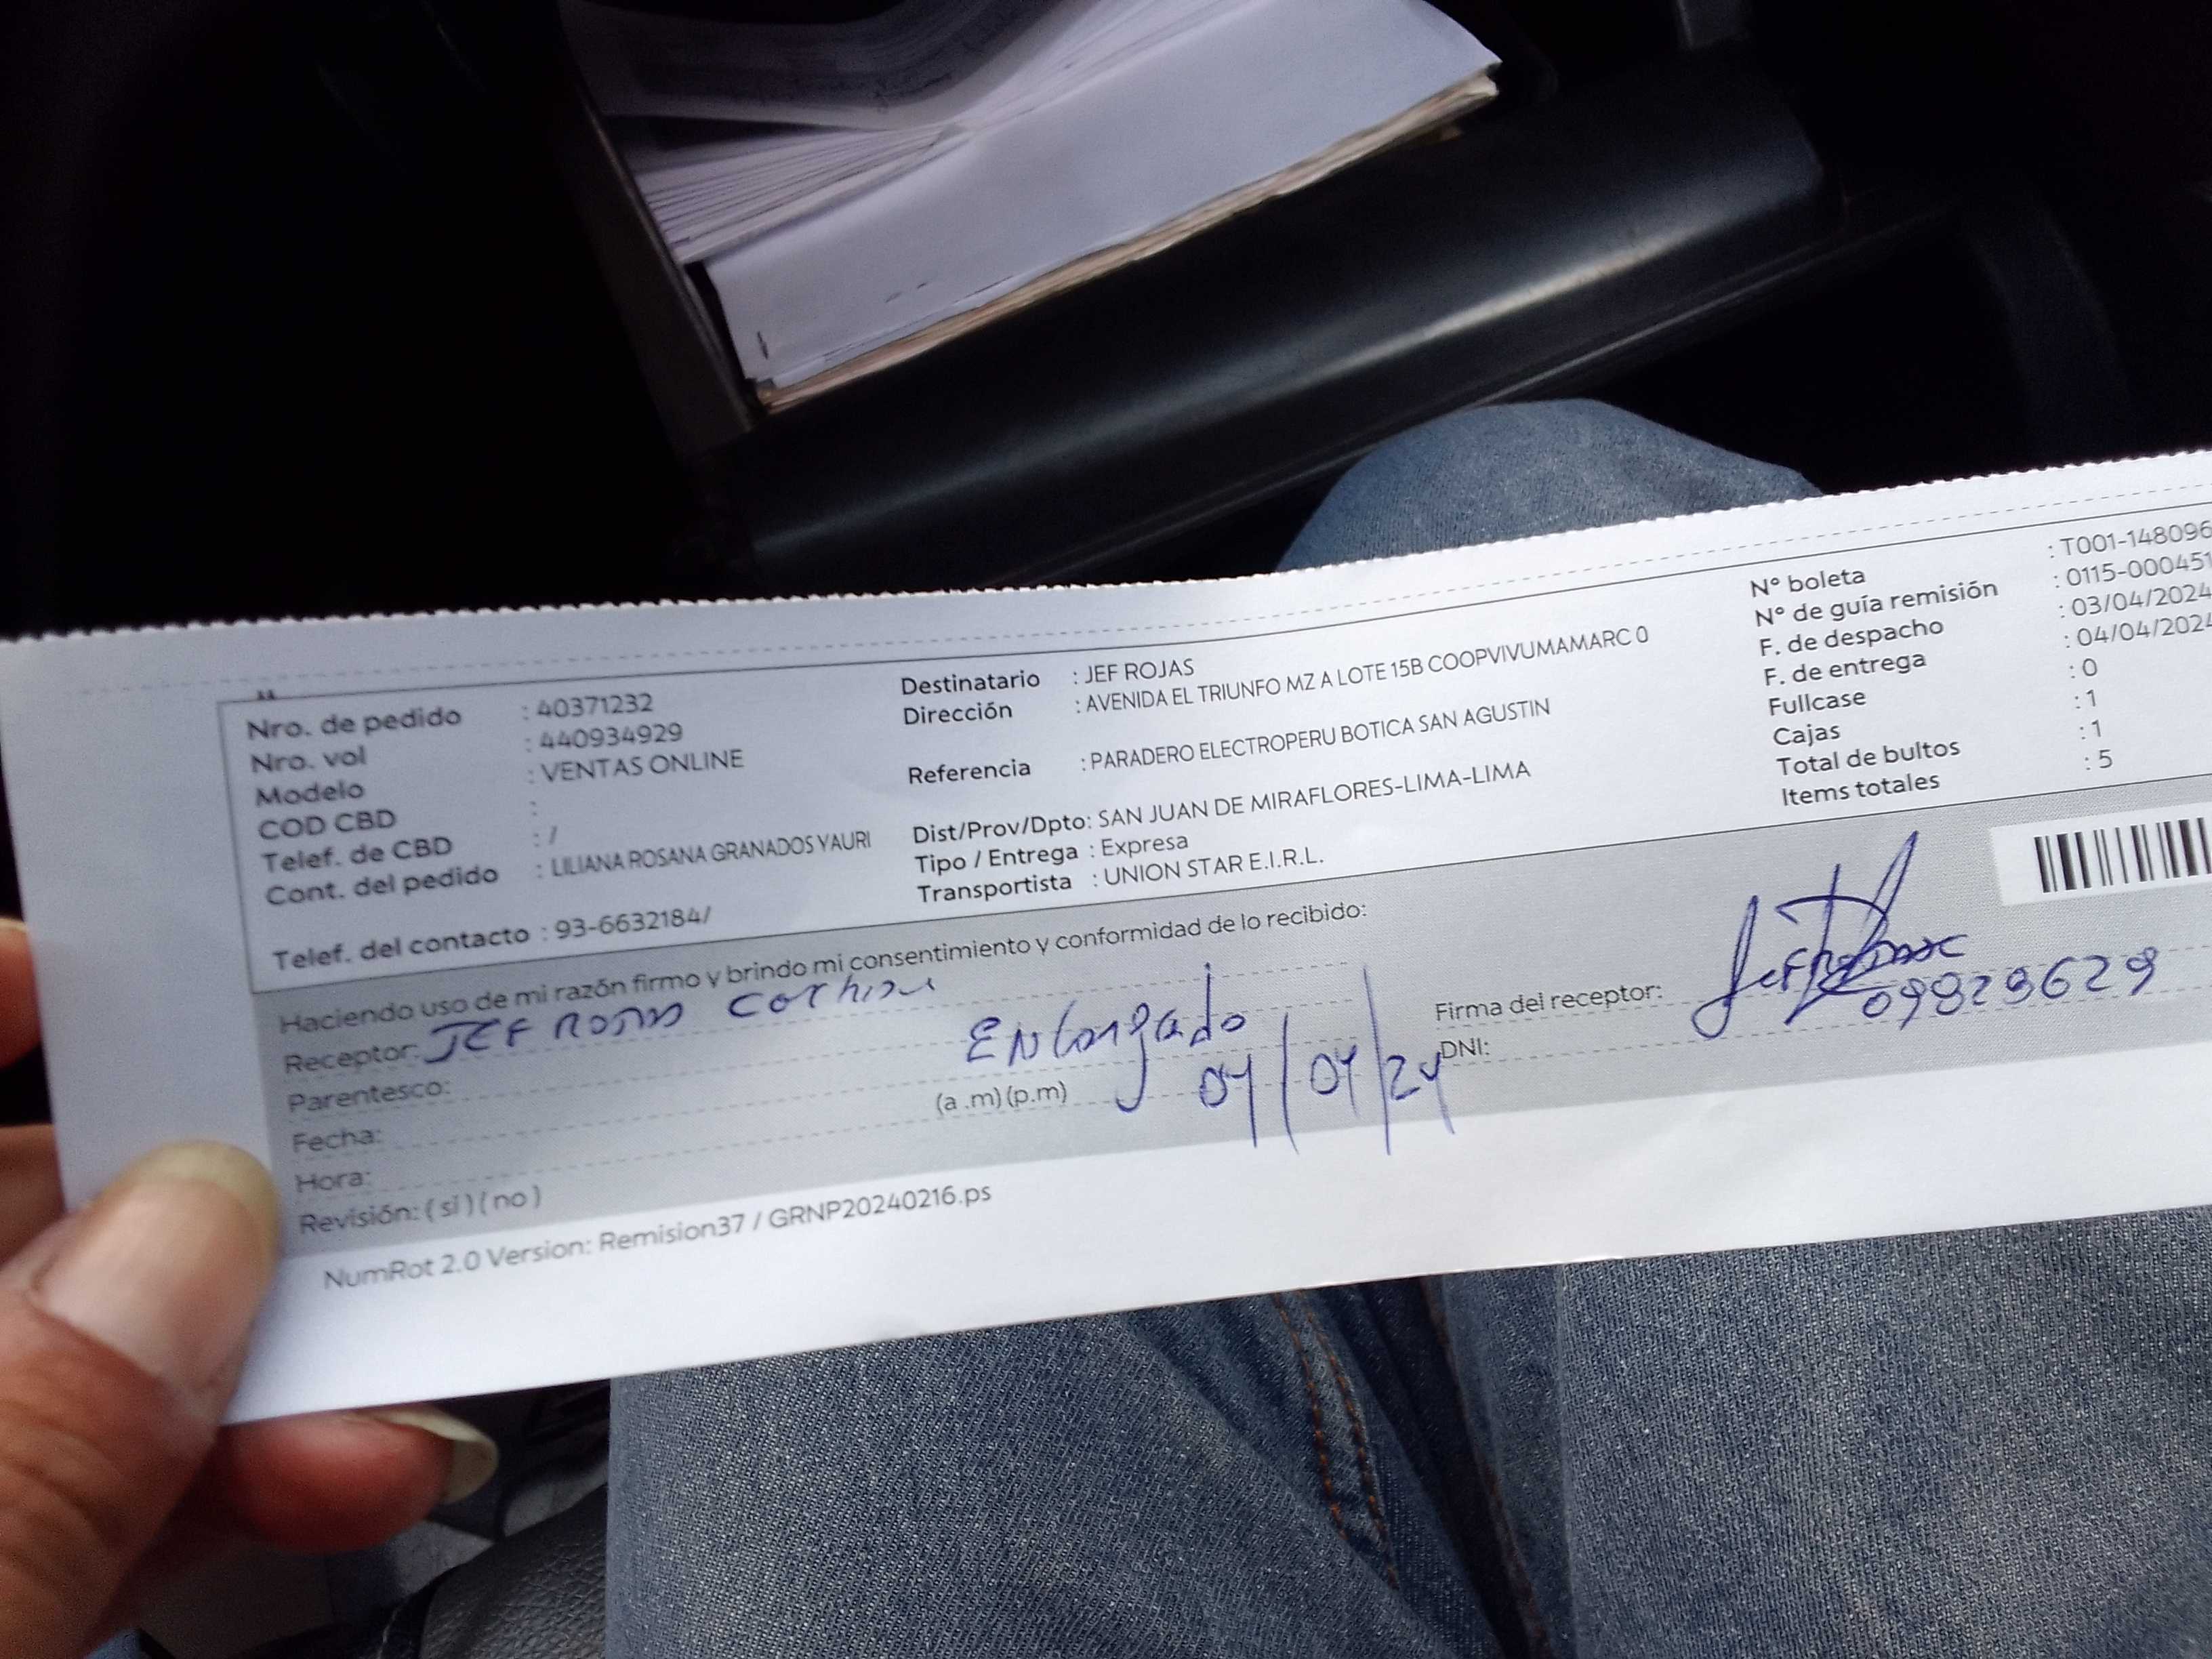 Nro. de pedido : 40371232
Nro. vol : 440934929
Modelo : VENTAS ONLINE
COD CBD :
Telef. de CBD : /
Cont. del pedido : LILIANA ROSANA GRANADOS YAURI
Telef. del contacto : 93-6632184/
Destinatario : JEF ROJAS
Dirección : AVENIDA EL TRIUNFO MZ A LOTE 15B COOPVIVUMAMARC 0
Referencia : PARADERO ELECTROPERU BOTICA SAN AGUSTIN
Dist/Prov/Dpto: SAN JUAN DE MIRAFLORES-LIMA-LIMA
Tipo / Entrega : Expresa
Transportista : UNION STAR E.I.R.L.
N° boleta : T001-148096
N° de guía remisión : 0115-000451
F. de despacho : 03/04/2024
F. de entrega : 04/04/2024
Fullcase : 0
Cajas : 1
Total de bultos : 1
Items totales : 5
Haciendo uso de mi razón firmo y brindo mi consentimiento y conformidad de lo recibido:
Receptor: JEF ROJAS
Parentesco: Encargado
Fecha: 04/04/24
Hora: (a .m) (p.m)
Revisión: ( si ) ( no )
Firma del receptor:
DNI: 09829629
NumRot 2.0 Version: Remision37 / GRNP20240216.ps